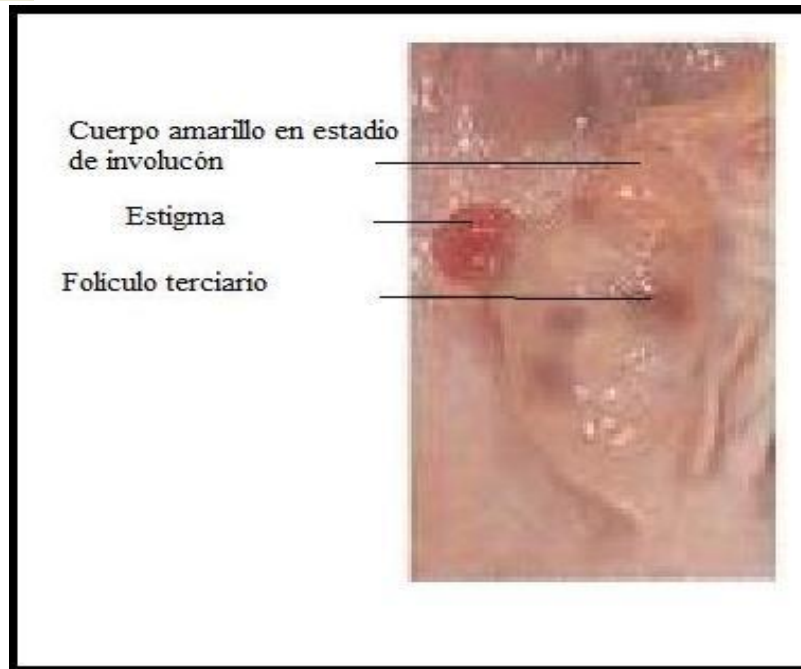 Cuerpo amarillo en estadio
de involucón
Estigma
Folículo terciario